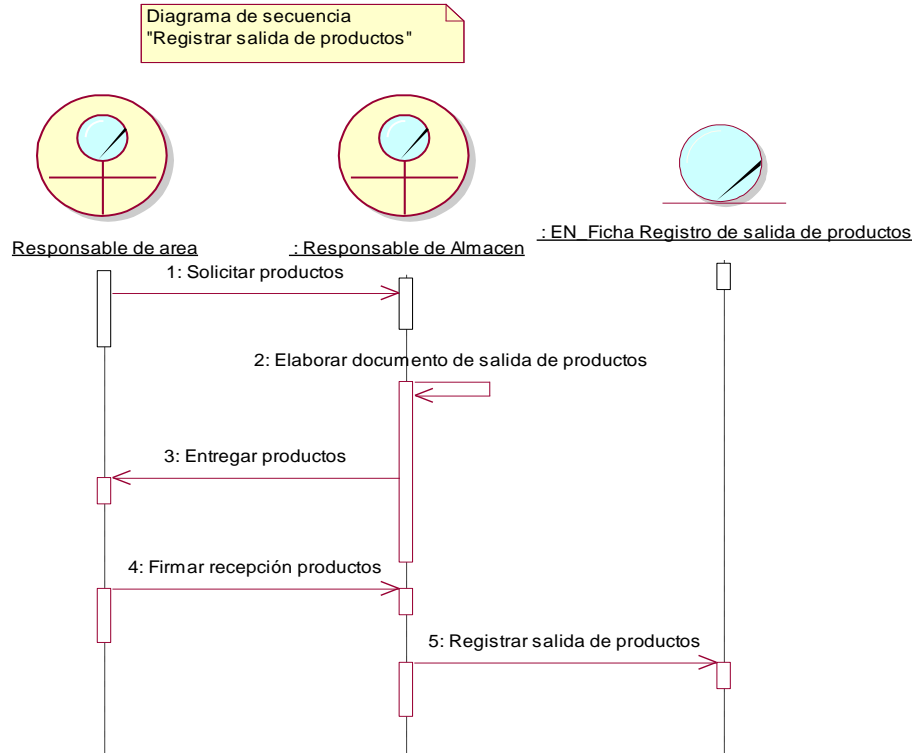 Diagrama de secuencia
"Registrar salida de productos"
Responsable de area
: Responsable de Almacen
: EN_Ficha Registro de salida de productos
1: Solicitar productos
2: Elaborar documento de salida de productos
3: Entregar productos
4: Firmar recepción productos
5: Registrar salida de productos